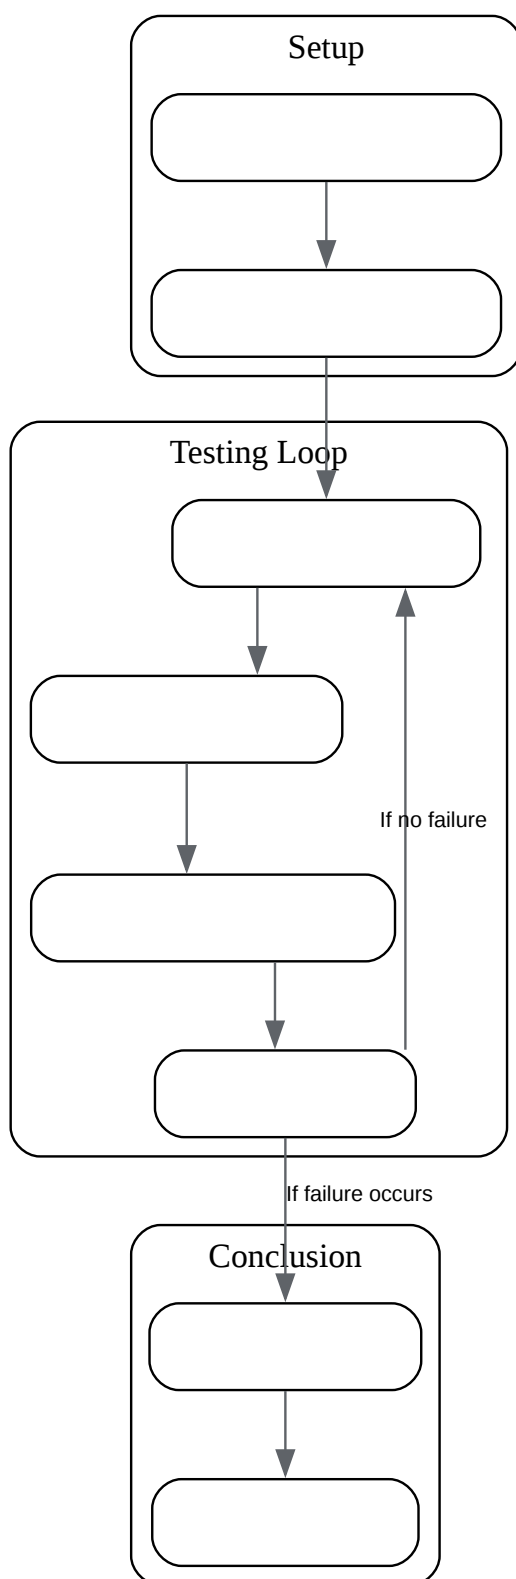 Setup
Testing Loop
If no failure
If failure occurs
Conclusion